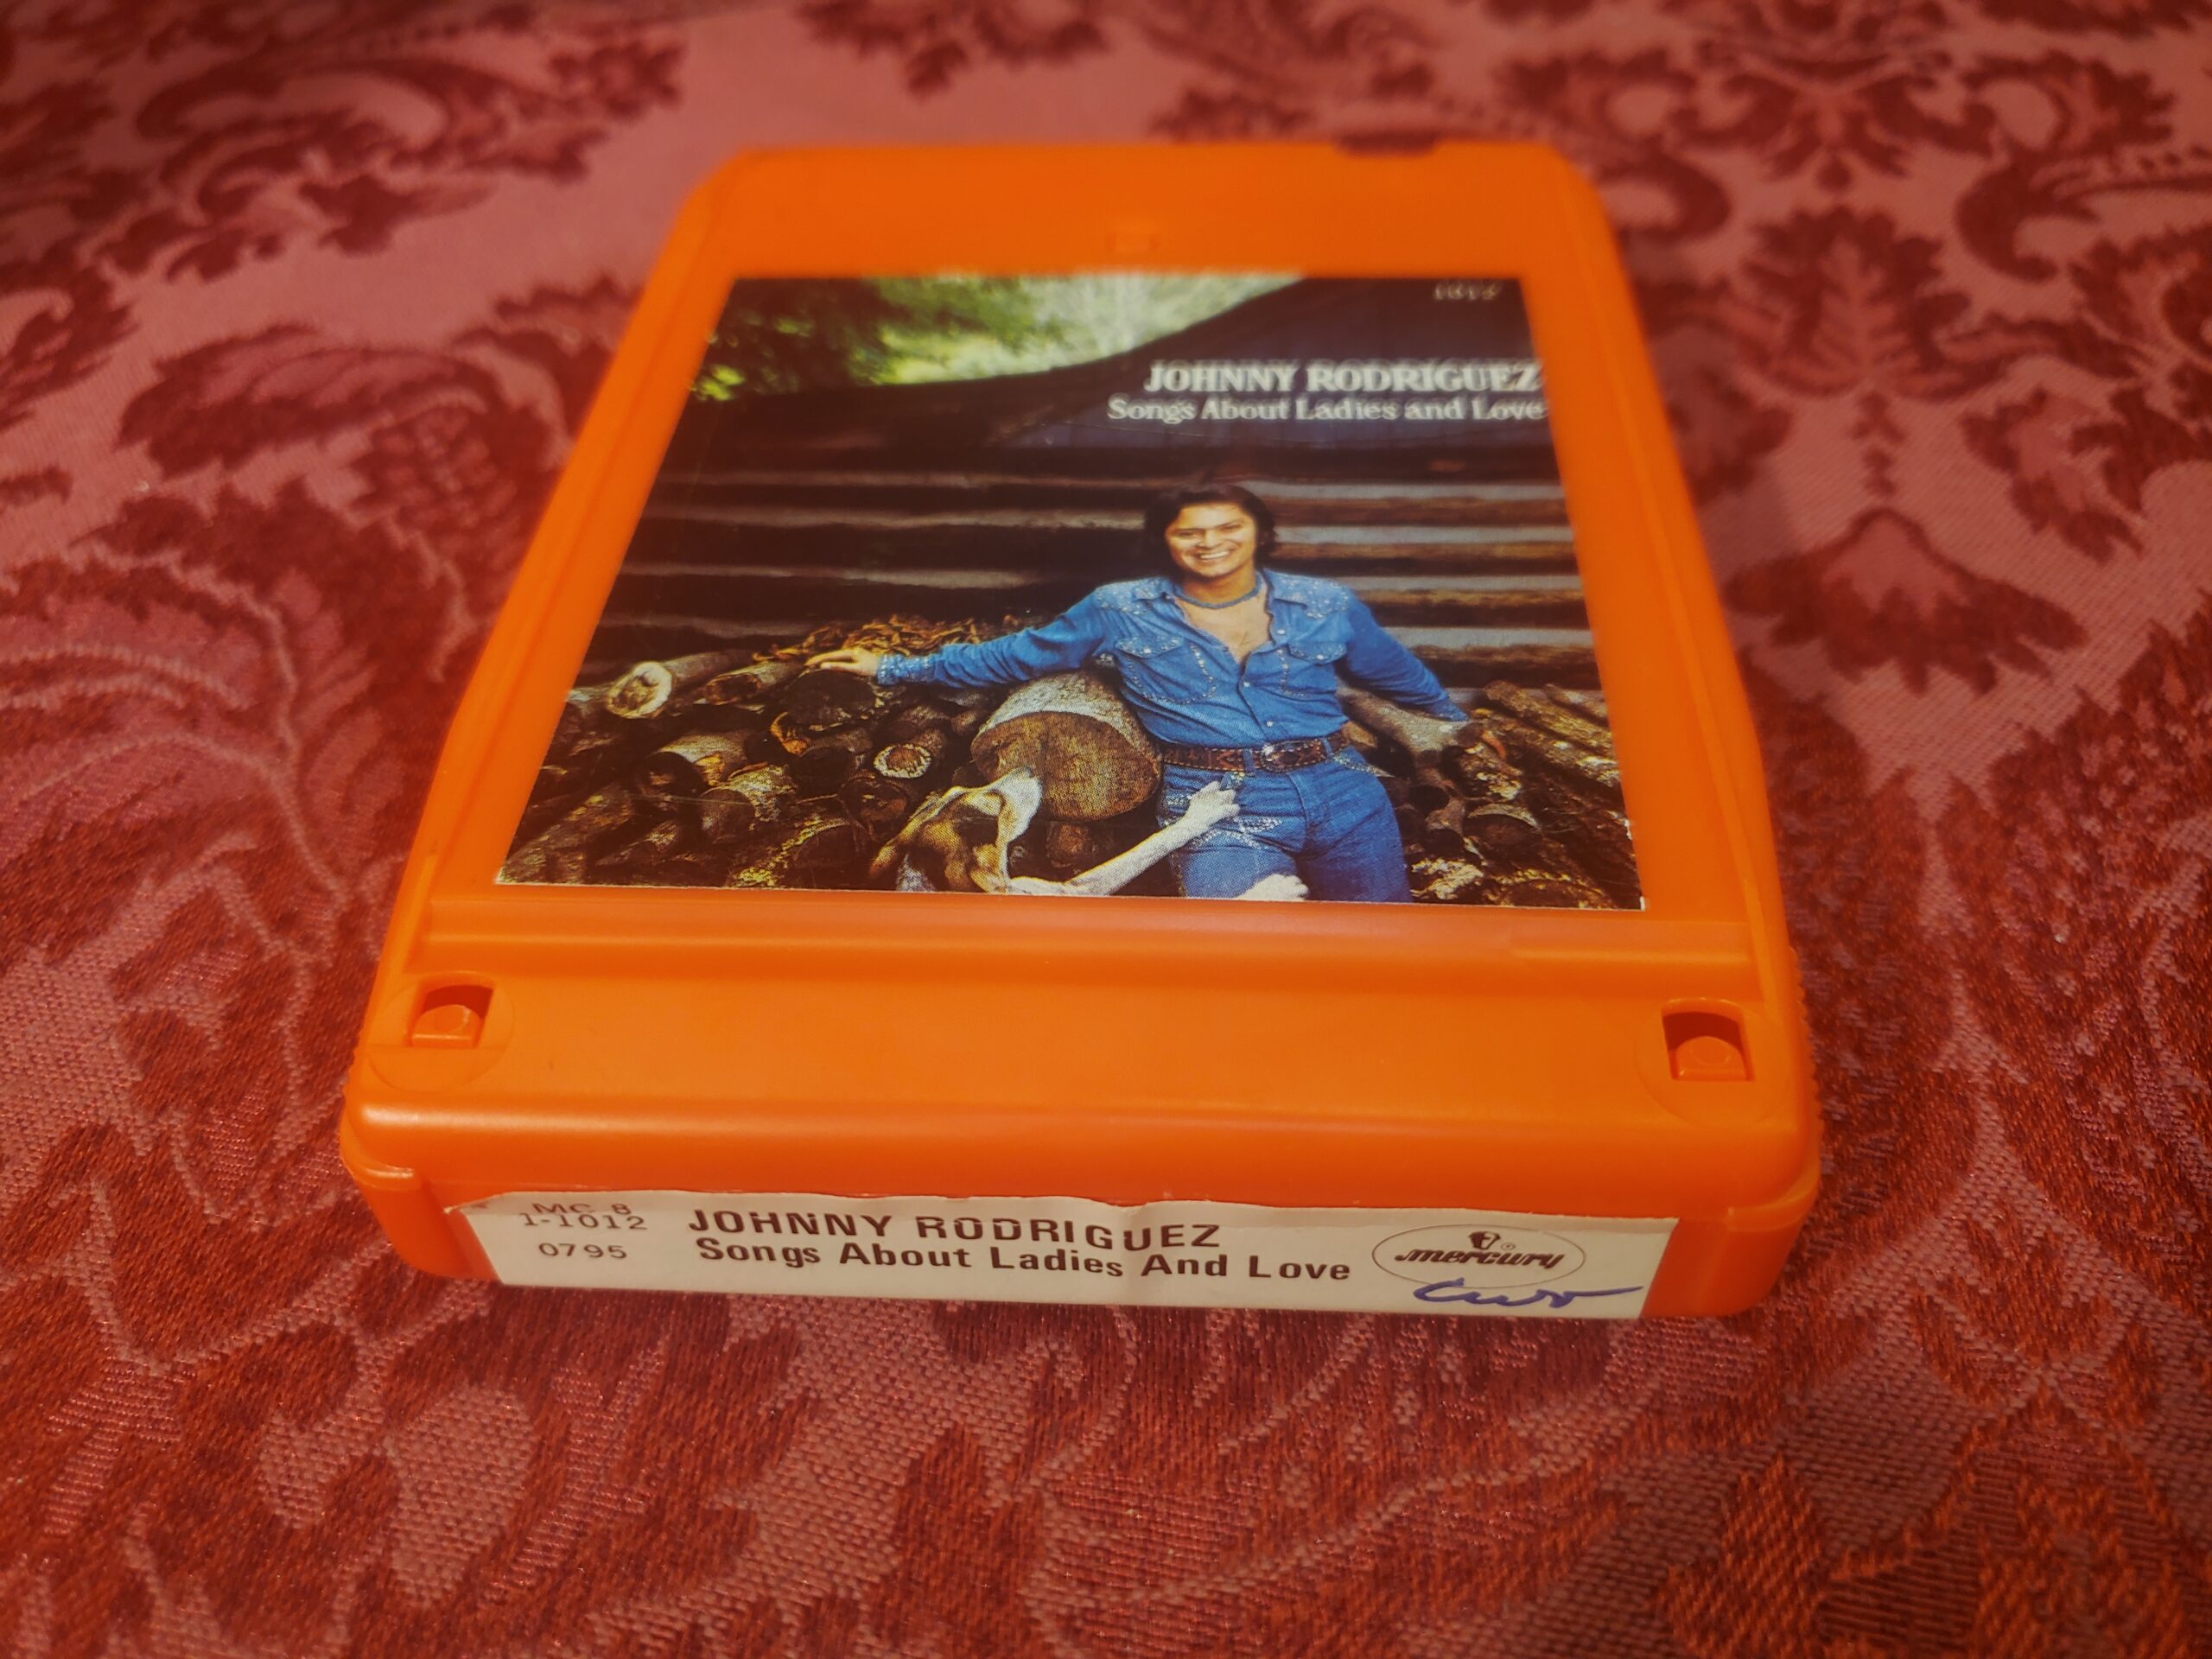 1012
JOHNNY RODRIGUEZ
Songs About Ladies and Love
MC 8
1-1012
0795
JOHNNY RODRIGUEZ
Songs About Ladies And Love
mercury ®